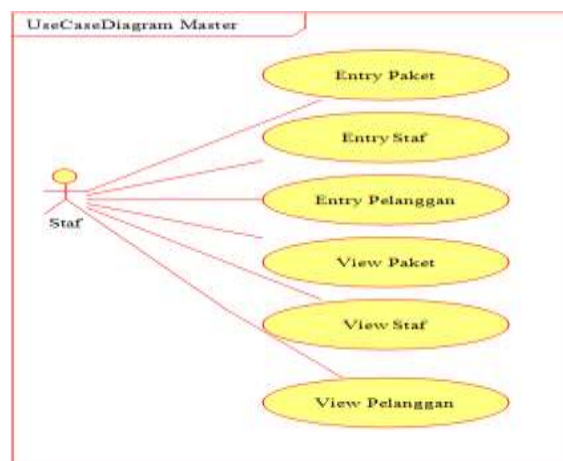 UseCaseDiagram Master
Entry Paket
Entry Staf
Staf
Entry Pelanggan
View Paket
View Staf
View Pelanggan